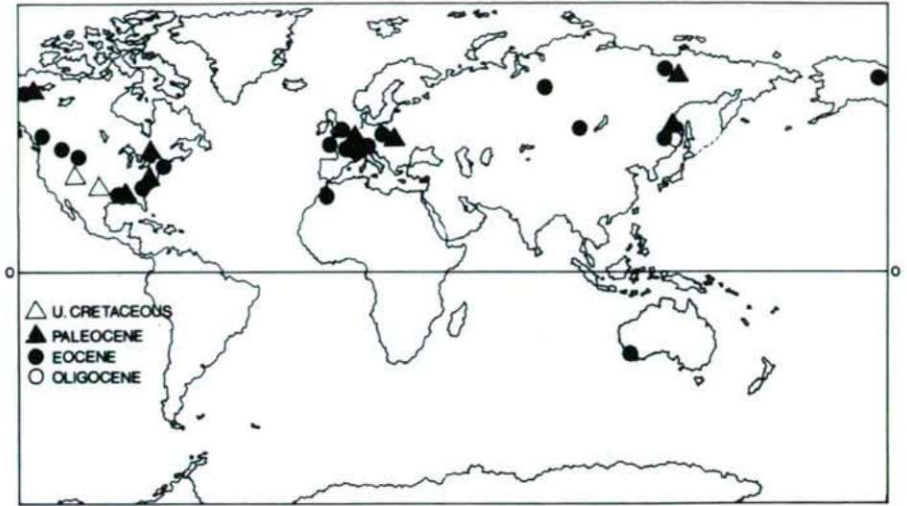 0 0
U. CRETACEOUS
PALEOCENE
EOCENE
OLIGOCENE